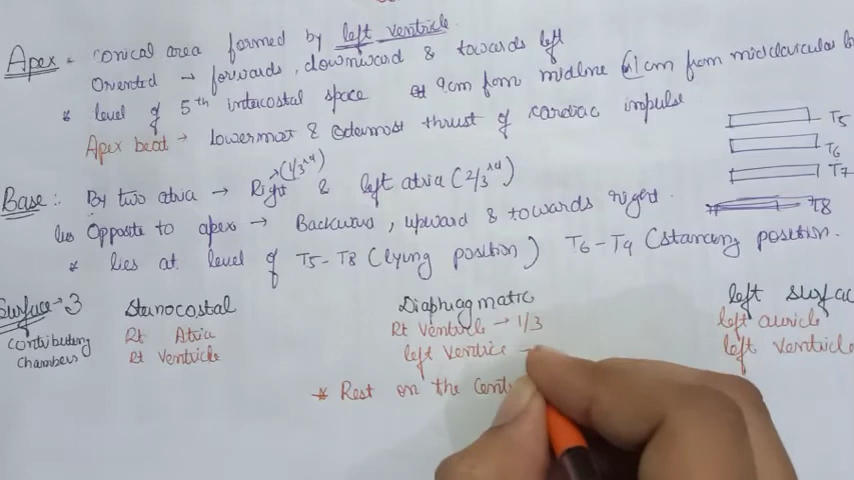 Apex - conical area formed by left ventricle.
Oriented → forwards, downward & towards left
* level of 5th intercostal space 9cm from midline 1cm from midclavicular
Apex beat → Lowermost & Outermost thrust of cardiac impulse
T5
T6
T7
T8
Base :- By two atria → Right (1/3rd) & left atria (2/3rd)
lies Opposite to apex → Backward, upward & towards right.
* lies at level of T5-T8 (lying position) T6-T9 (standing position.
Surface → 3 Sternocostal Diaphragmatic left surfac
Contributing Chambers
Rt Atria Rt Ventricle → 1/3 left auricle
Rt Ventricle left ventrice → left ventricle
* Rest on the cent